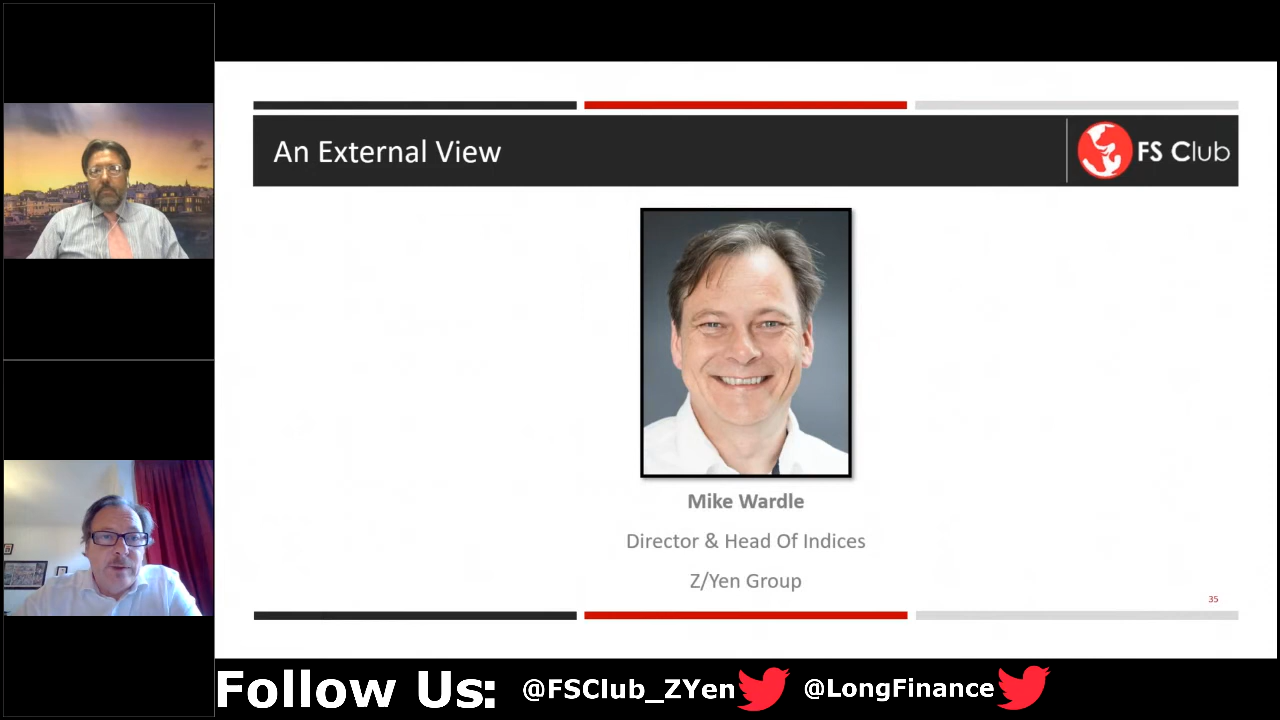 An External View
FS Club
Mike Wardle
Director & Head Of Indices
Z/Yen Group
35
Follow Us: @FSClub_ZYen @LongFinance